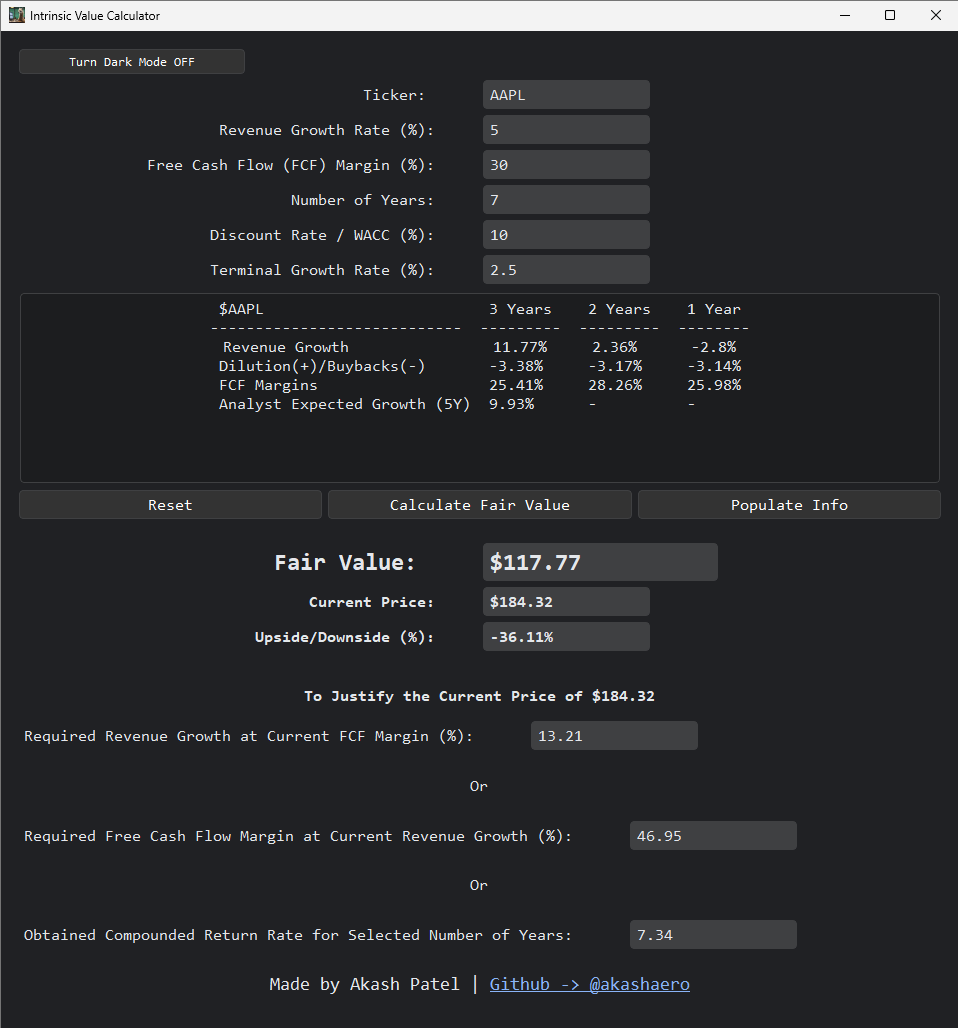 Intrinsic Value Calculator
Turn Dark Mode OFF
Ticker: AAPL
Revenue Growth Rate (%): 5
Free Cash Flow (FCF) Margin (%): 30
Number of Years: 7
Discount Rate / WACC (%): 10
Terminal Growth Rate (%): 2.5
$AAPL 3 Years 2 Years 1 Year
---------------------------- --------- --------- --------
Revenue Growth 11.77% 2.36% -2.8%
Dilution(+)/Buybacks(-) -3.38% -3.17% -3.14%
FCF Margins 25.41% 28.26% 25.98%
Analyst Expected Growth (5Y) 9.93% - -
Reset Calculate Fair Value Populate Info
Fair Value: $117.77
Current Price: $184.32
Upside/Downside (%): -36.11%
To Justify the Current Price of $184.32
Required Revenue Growth at Current FCF Margin (%): 13.21
Or
Required Free Cash Flow Margin at Current Revenue Growth (%): 46.95
Or
Obtained Compounded Return Rate for Selected Number of Years: 7.34
Made by Akash Patel | Github -> @akashaero